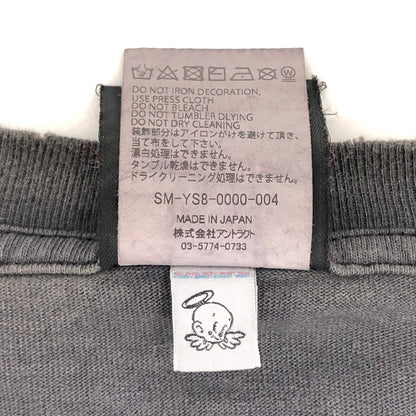 DO NOT IRON DECORATION,
USE PRESS CLOTH
DO NOT BLEACH
DO NOT TUMBLER DLYING
DO NOT DRY CLEANING
装飾部分はアイロンがけを避けて頂き、
当て布をして下さい。
漂白処理はできません。
タンブル乾燥はできません。
ドライクリーニング処理はできません。
SM-YS8-0000-004
MADE IN JAPAN
株式会社アントラクト
03-5774-0733